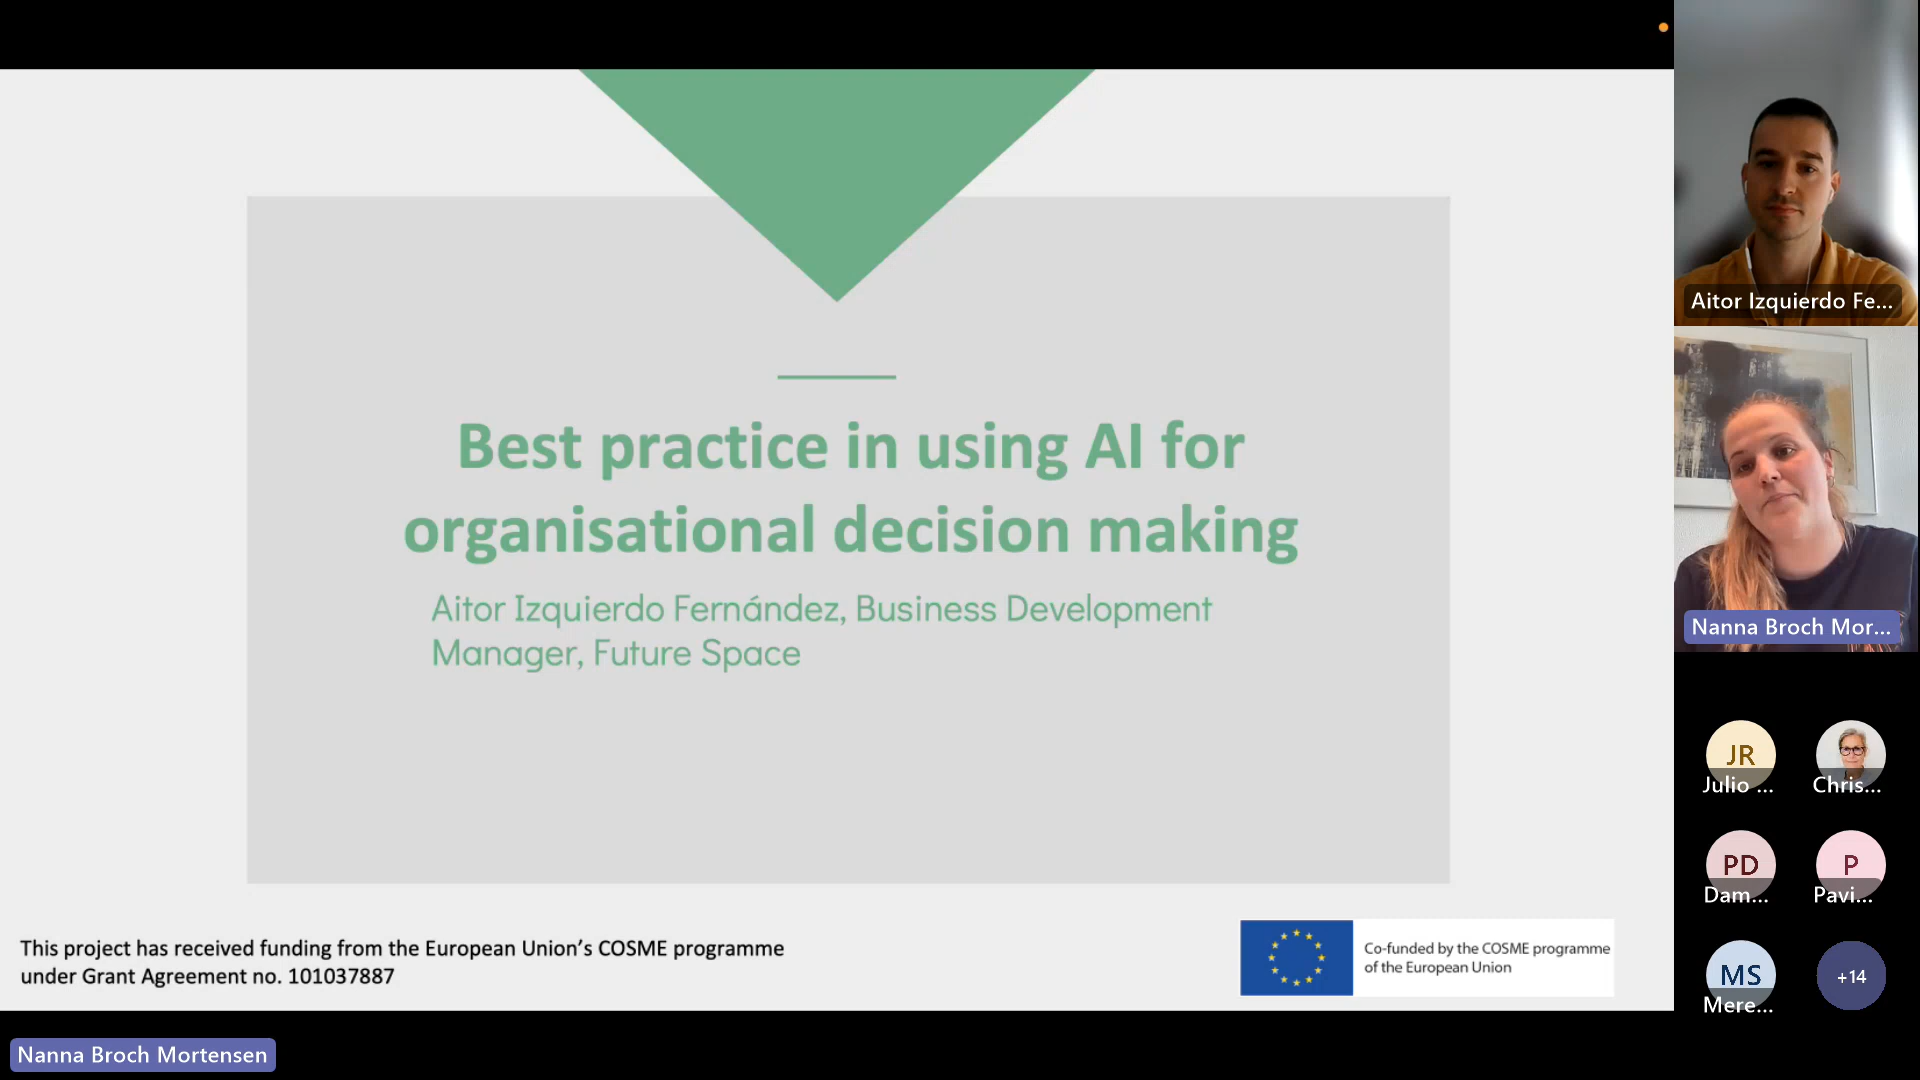 Best practice in using AI for
organisational decision making
Aitor Izquierdo Fernández, Business Development
Manager, Future Space
This project has received funding from the European Union's COSME programme
under Grant Agreement no. 101037887
Co-funded by the COSME programme
of the European Union
Nanna Broch Mortensen
Aitor Izquierdo Fe...
Nanna Broch Mor...
JR
Julio ...
Chris...
PD
Dam...
P
Pavi...
MS
Mere...
+14